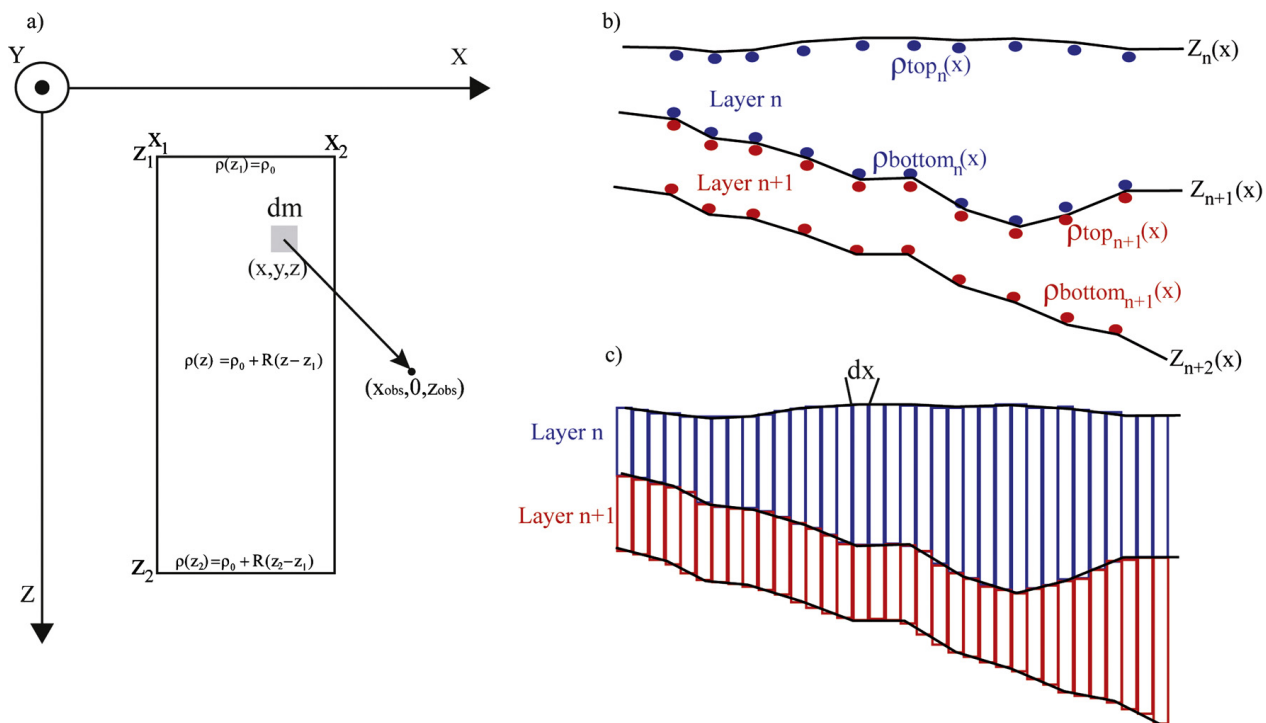 a)
Y
X
Z
X₁
X₂
Z₁
ρ(z₁)=ρ₀
dm
(x,y,z)
ρ(z) =ρ₀+R(z−z₁)
(xobs,0,zobs)
Z₂
ρ(z₂)=ρ₀+R(z₂−z₁)
b)
Zₙ(x)
ρtopₙ(x)
Layer n
ρbottomₙ(x)
Layer n+1
Zₙ₊₁(x)
ρtopₙ₊₁(x)
ρbottomₙ₊₁(x)
Zₙ₊₂(x)
c)
dx
Layer n
Layer n+1